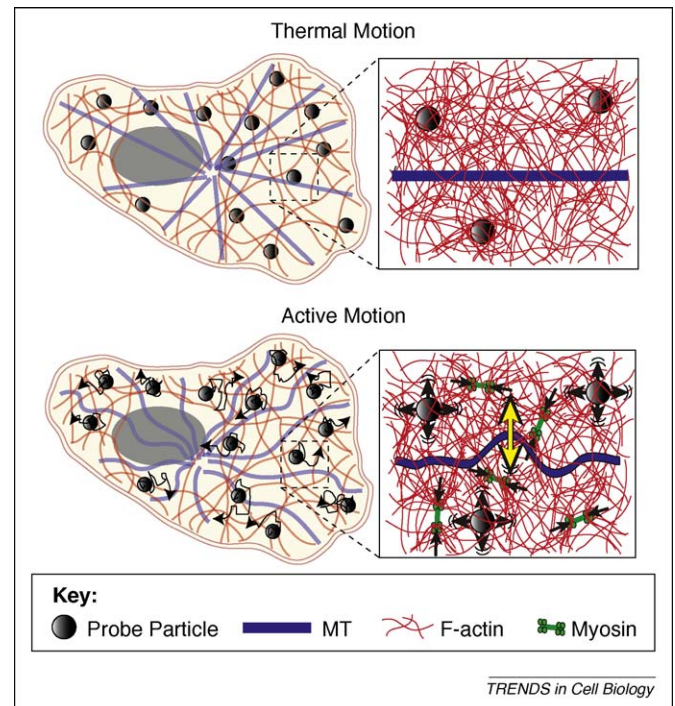 Thermal Motion
Active Motion
Key:
Probe Particle MT F-actin Myosin
TRENDS in Cell Biology